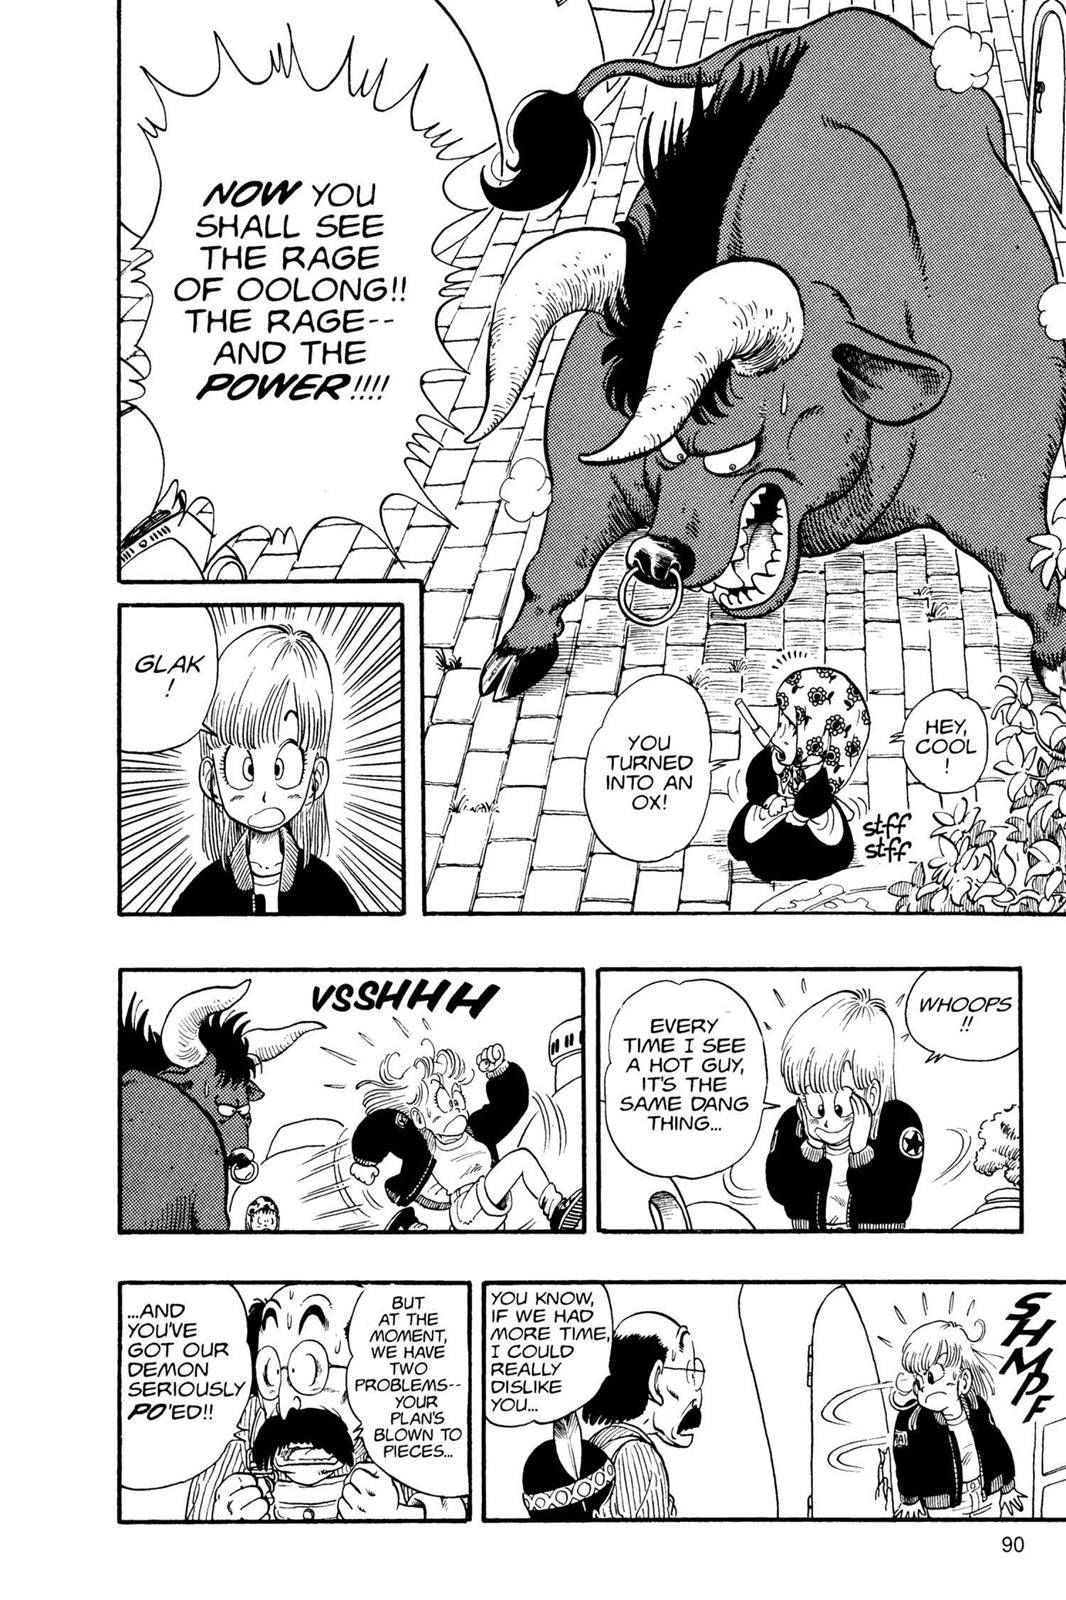 NOW YOU
SHALL SEE
THE RAGE
OF OOLONG!!
THE RAGE--
AND THE
POWER!!!!
HEY,
COOL
!
YOU
TURNED
INTO AN
OX!
stff
stff
GLAK
!
WHOOPS
!!
EVERY
TIME I SEE
A HOT GUY,
IT'S THE
SAME DANG
THING...
VSSHHHH
SHMPF
YOU KNOW,
IF WE HAD
MORE TIME,
I COULD
REALLY
DISLIKE
YOU...
BUT
AT THE
MOMENT,
WE HAVE
TWO
PROBLEMS--
YOUR
PLAN'S
BLOWN TO
PIECES...
...AND
YOU'VE
GOT OUR
DEMON
SERIOUSLY
PO'ED!!
90